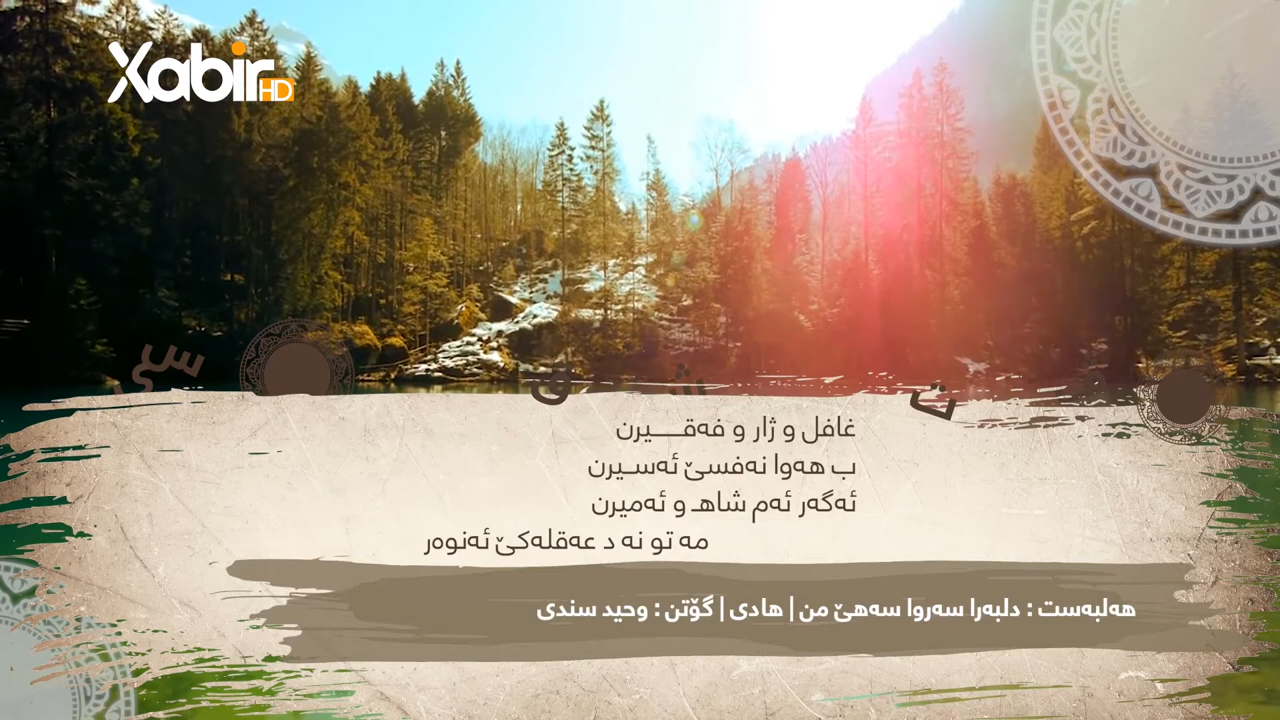 Xabir HD
سی
ق
ش
ت
غافل و ژار و فەقـــیرن
ب هەوا نەفسێ ئەسـیرن
ئەگەر ئەم شاهـ و ئەمیرن
مە تو نە د عەقلەکێ ئەنوەر
هەلبەست : دلبەرا سەروا سەهێ من | هادی | گۆتن : وحید سندی